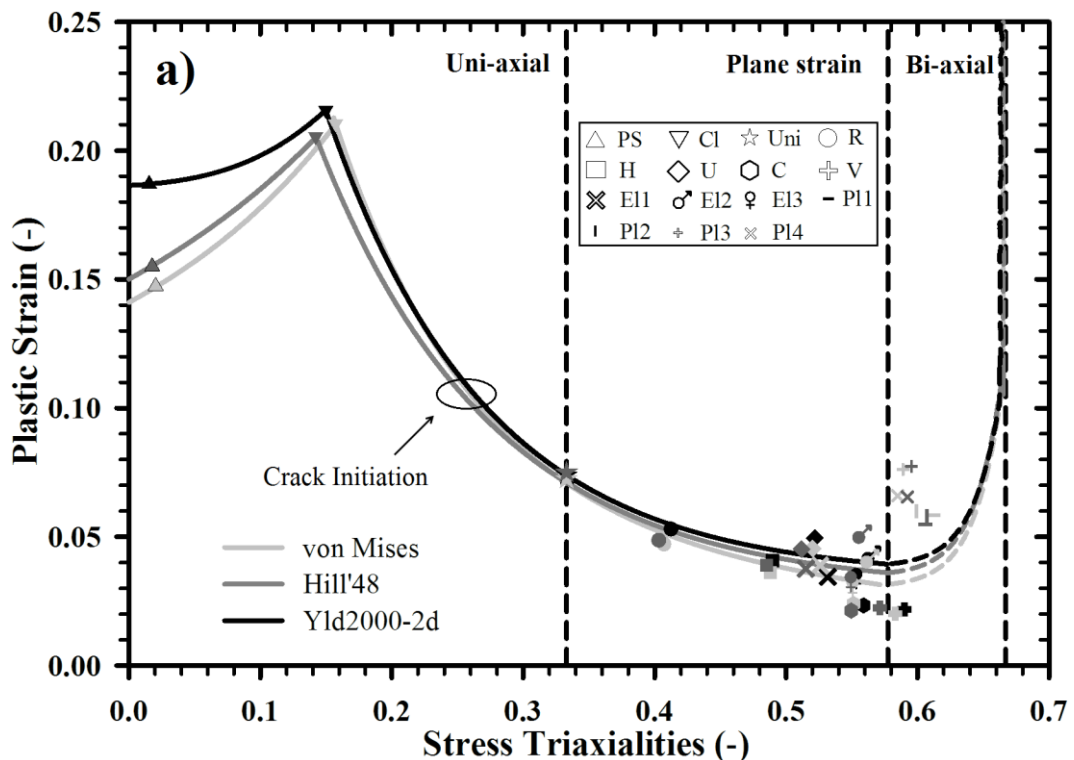 a)
Uni-axial
Plane strain
Bi-axial
PS Cl Uni R
H U C V
El1 El2 El3 Pl1
Pl2 Pl3 Pl4
Crack Initiation
von Mises
Hill'48
Yld2000-2d
Plastic Strain (-)
0.25
0.20
0.15
0.10
0.05
0.00
0.0 0.1 0.2 0.3 0.4 0.5 0.6 0.7
Stress Triaxialities (-)